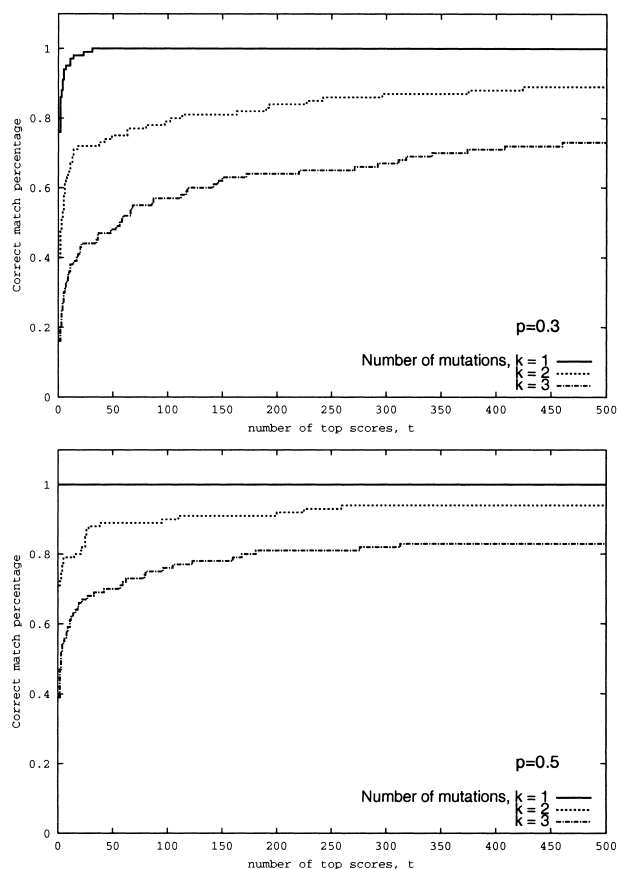 1
0.8
0.6
0.4
0.2
0
Correct match percentage
p=0.3
Number of mutations, k = 1
k = 2
k = 3
0 50 100 150 200 250 300 350 400 450 500
number of top scores, t
1
0.8
0.6
0.4
0.2
0
Correct match percentage
p=0.5
Number of mutations, k = 1
k = 2
k = 3
0 50 100 150 200 250 300 350 400 450 500
number of top scores, t